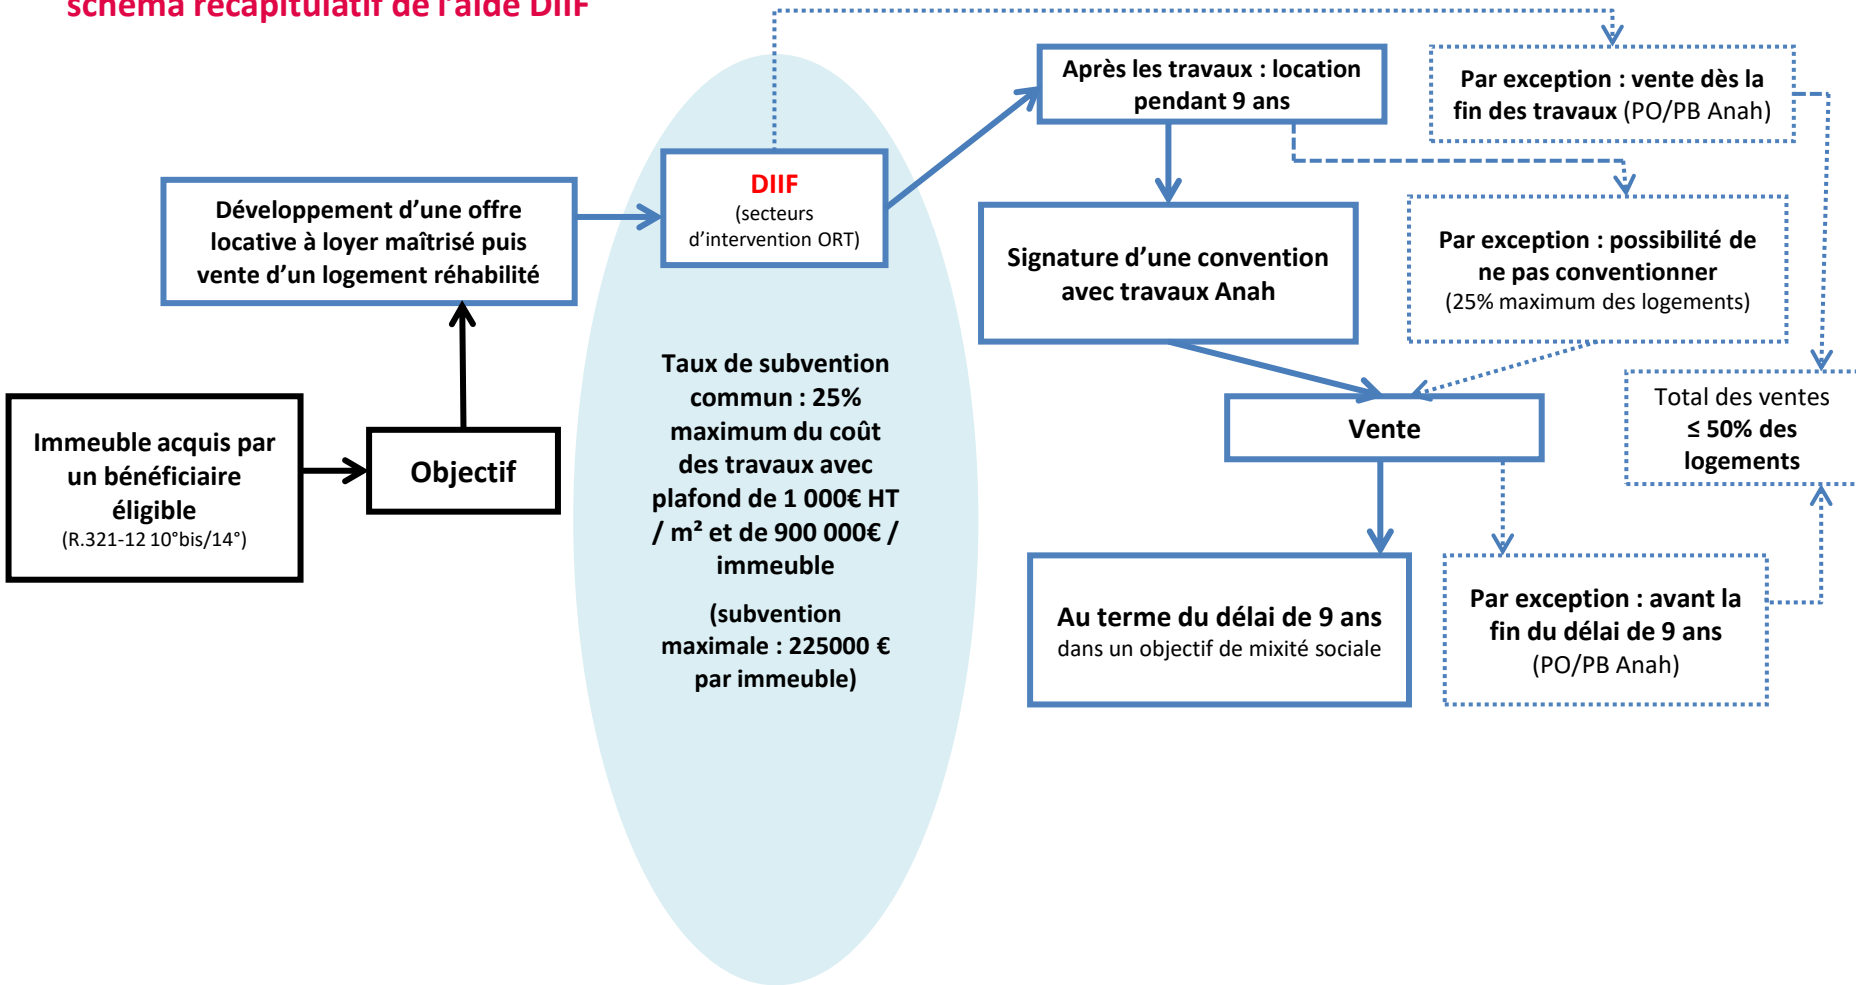 schéma récapitulatif de l'aide DIIF
Immeuble acquis par
un bénéficiaire
éligible
(R.321-12 10°bis/14°)
Objectif
Développement d'une offre
locative à loyer maîtrisé puis
vente d'un logement réhabilité
DIIF
(secteurs
d'intervention ORT)
Taux de subvention
commun : 25%
maximum du coût
des travaux avec
plafond de 1 000€ HT
/ m² et de 900 000€ /
immeuble
(subvention
maximale : 225000 €
par immeuble)
Après les travaux : location
pendant 9 ans
Par exception : vente dès la
fin des travaux (PO/PB Anah)
Signature d'une convention
avec travaux Anah
Par exception : possibilité de
ne pas conventionner
(25% maximum des logements)
Vente
Total des ventes
≤ 50% des
logements
Au terme du délai de 9 ans
dans un objectif de mixité sociale
Par exception : avant la
fin du délai de 9 ans
(PO/PB Anah)